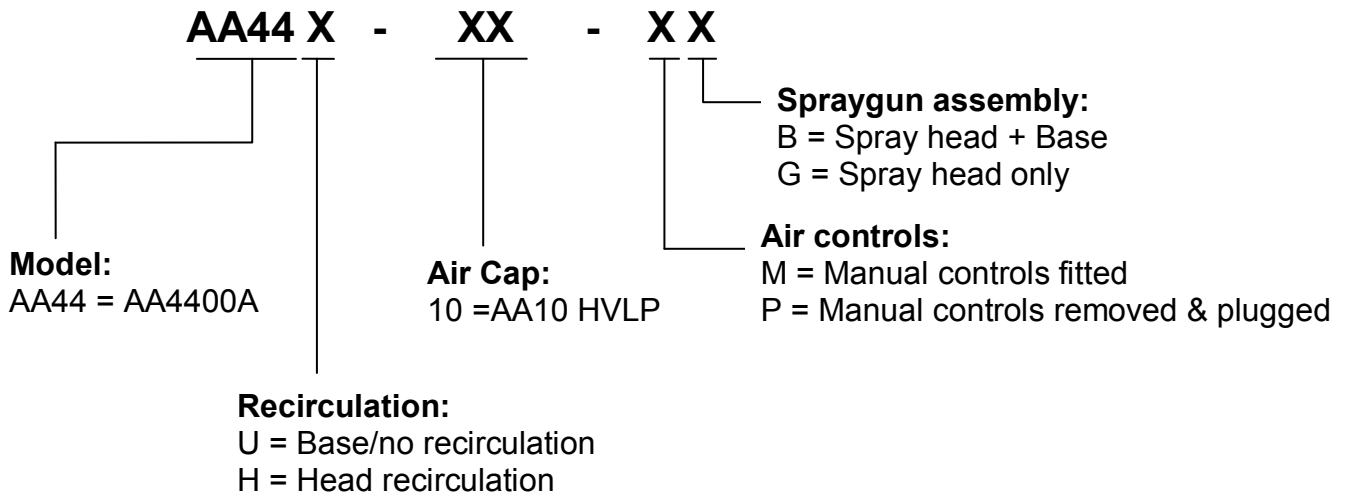 AA44 X - XX - X X
Spraygun assembly:
B = Spray head + Base
G = Spray head only
Air controls:
M = Manual controls fitted
P = Manual controls removed & plugged
Model:
AA44 = AA4400A
Air Cap:
10 =AA10 HVLP
Recirculation:
U = Base/no recirculation
H = Head recirculation